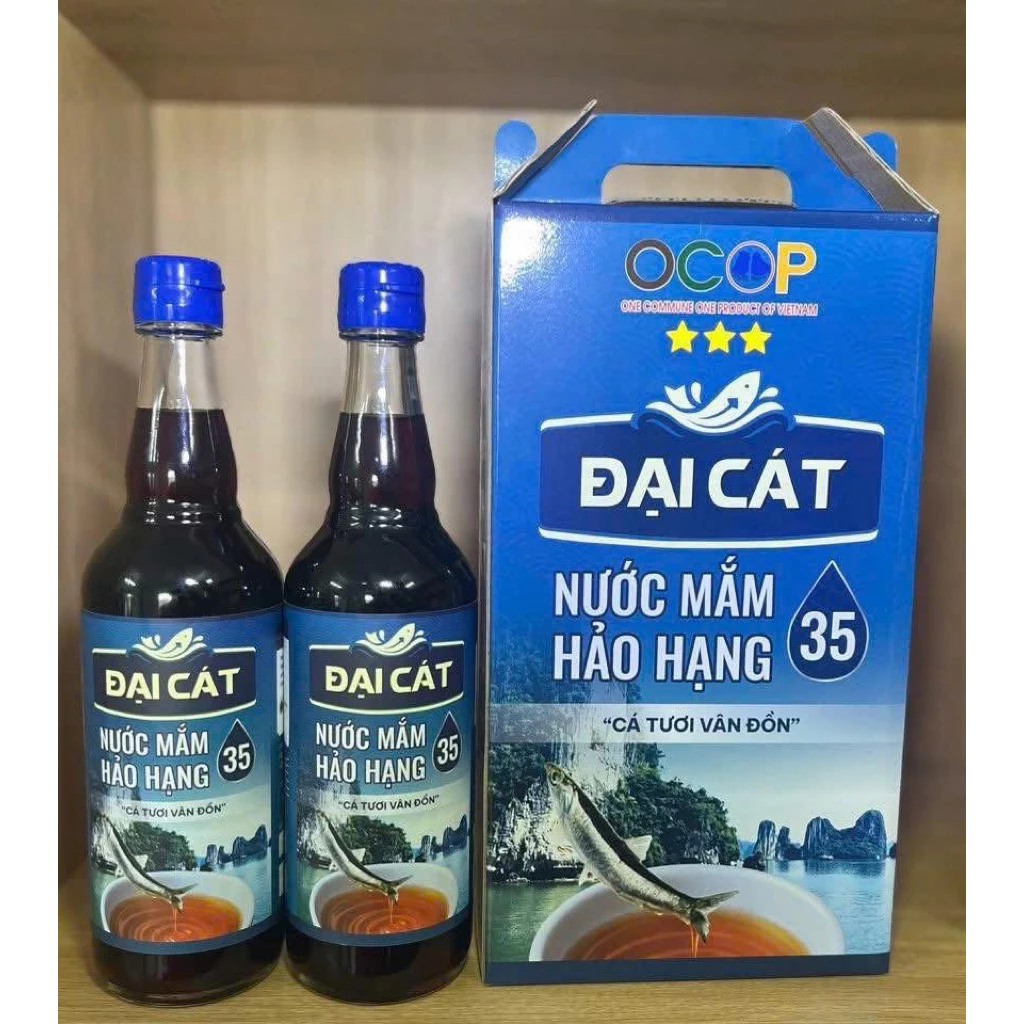 ĐẠI CÁT
NƯỚC MẮM
HẢO HẠNG
35
"CÁ TƯƠI VÂN ĐỒN"
ĐẠI CÁT
NƯỚC MẮM
HẢO HẠNG
35
"CÁ TƯƠI VÂN ĐỒN"
OCOP
ONE COMMUNE ONE PRODUCT OF VIETNAM
ĐẠI CÁT
NƯỚC MẮM
HẢO HẠNG
35
"CÁ TƯƠI VÂN ĐỒN"